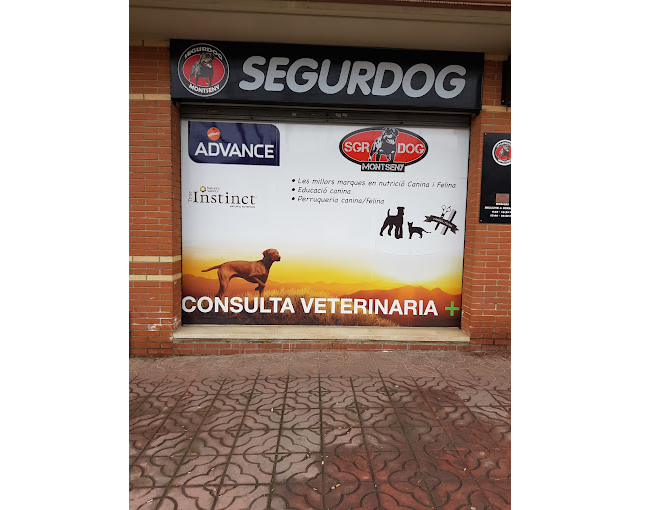 SEGURDOG
MONTSENY
SEGURDOG
ADVANCE
SGR DOG
MONTSENY
• Les millors marques en nutrició Canina i Felina
• Educació canina
• Perruqueria canina/felina
True Instinct
CONSULTA VETERINARIA +